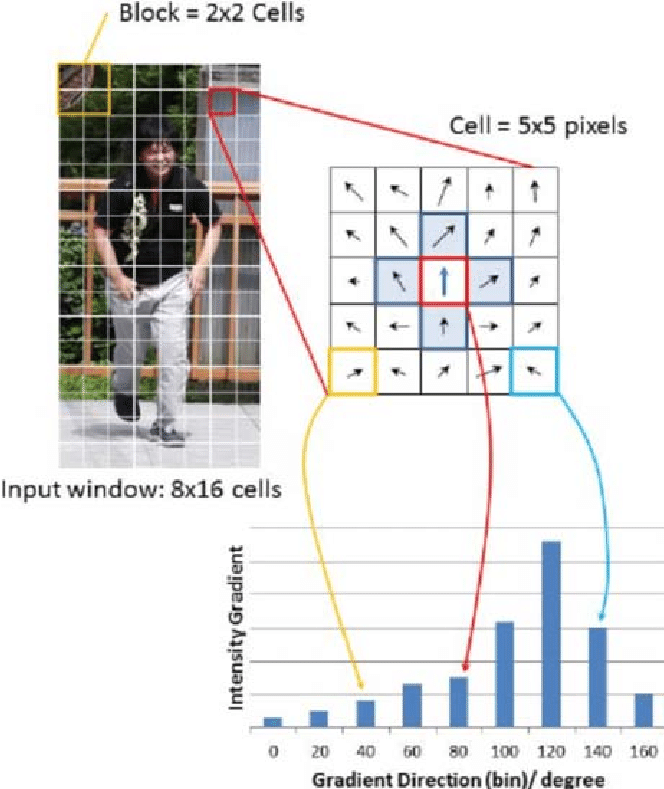 Block = 2x2 Cells
Cell = 5x5 pixels
Input window: 8x16 cells
Intensity Gradient
0 20 40 60 80 100 120 140 160
Gradient Direction (bin)/ degree